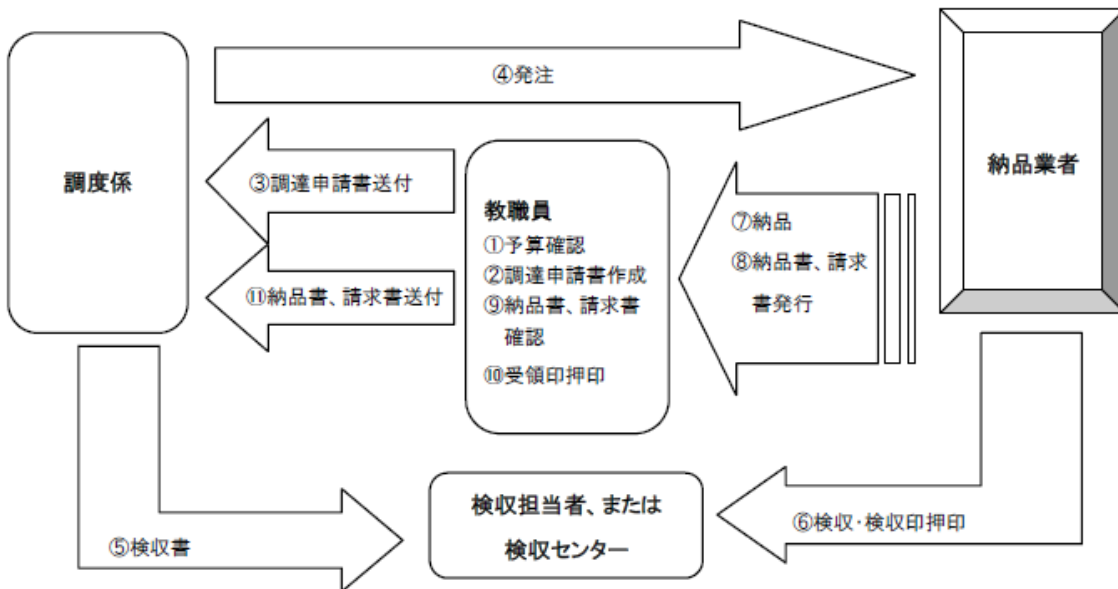 ④発注
調度係
納品業者
③調達申請書送付
⑪納品書、請求書送付
教職員
①予算確認
②調達申請書作成
⑨納品書、請求書
確認
⑩受領印押印
⑦納品
⑧納品書、請求
書発行
検収担当者、または
検収センター
⑤検収書
⑥検収・検収印押印